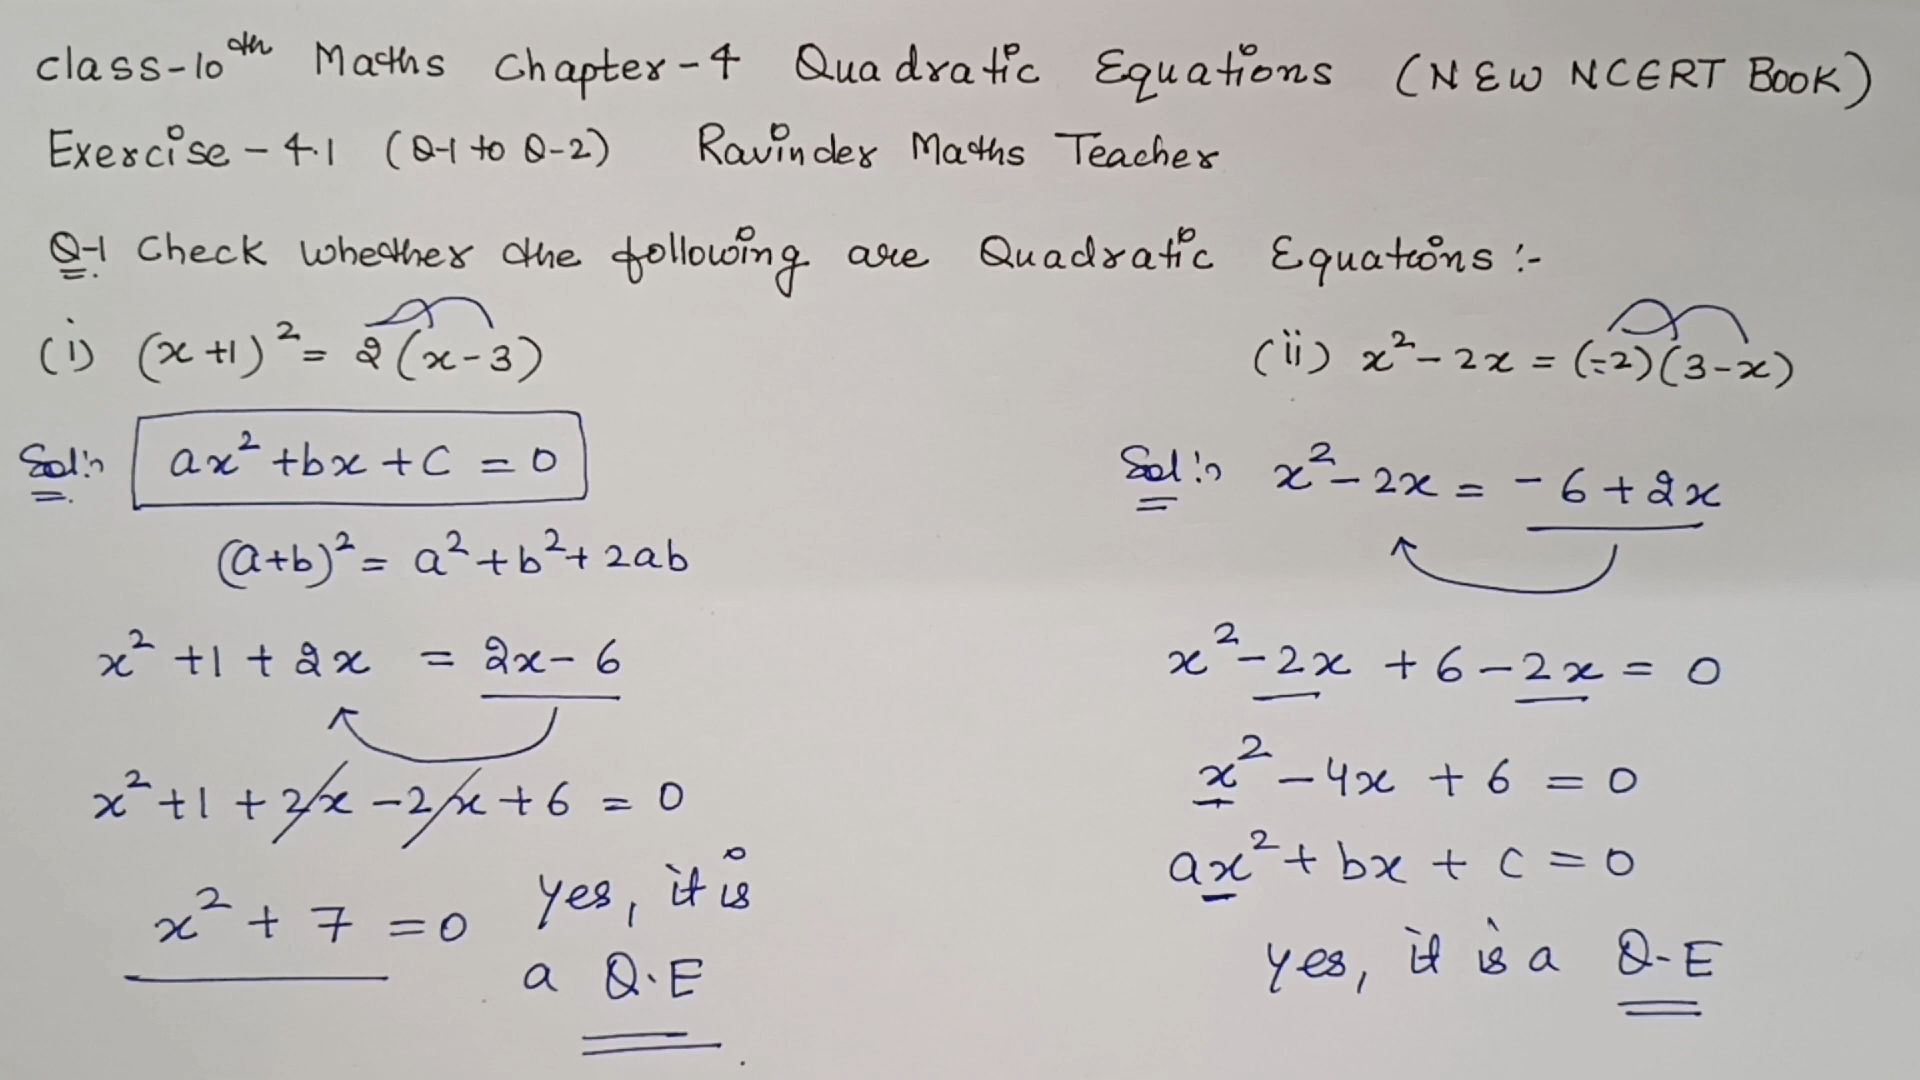 class-10th Maths Chapter-4 Quadratic Equations (NEW NCERT BOOK)
Exercise - 4.1 (Q-1 to Q-2) Ravinder Maths Teacher
Q-1 Check whether the following are Quadratic Equations :-
(i) (x+1)² = 2(x-3)
Sol:n ax² + bx + C = 0
(a+b)² = a² + b² + 2ab
x² + 1 + 2x = 2x - 6
x² + 1 + 2x - 2x + 6 = 0
x² + 7 = 0 yes, it is
a Q.E
(ii) x² - 2x = (-2)(3-x)
Sol:n x² - 2x = - 6 + 2x
x² - 2x + 6 - 2x = 0
x² - 4x + 6 = 0
ax² + bx + c = 0
yes, it is a Q-E